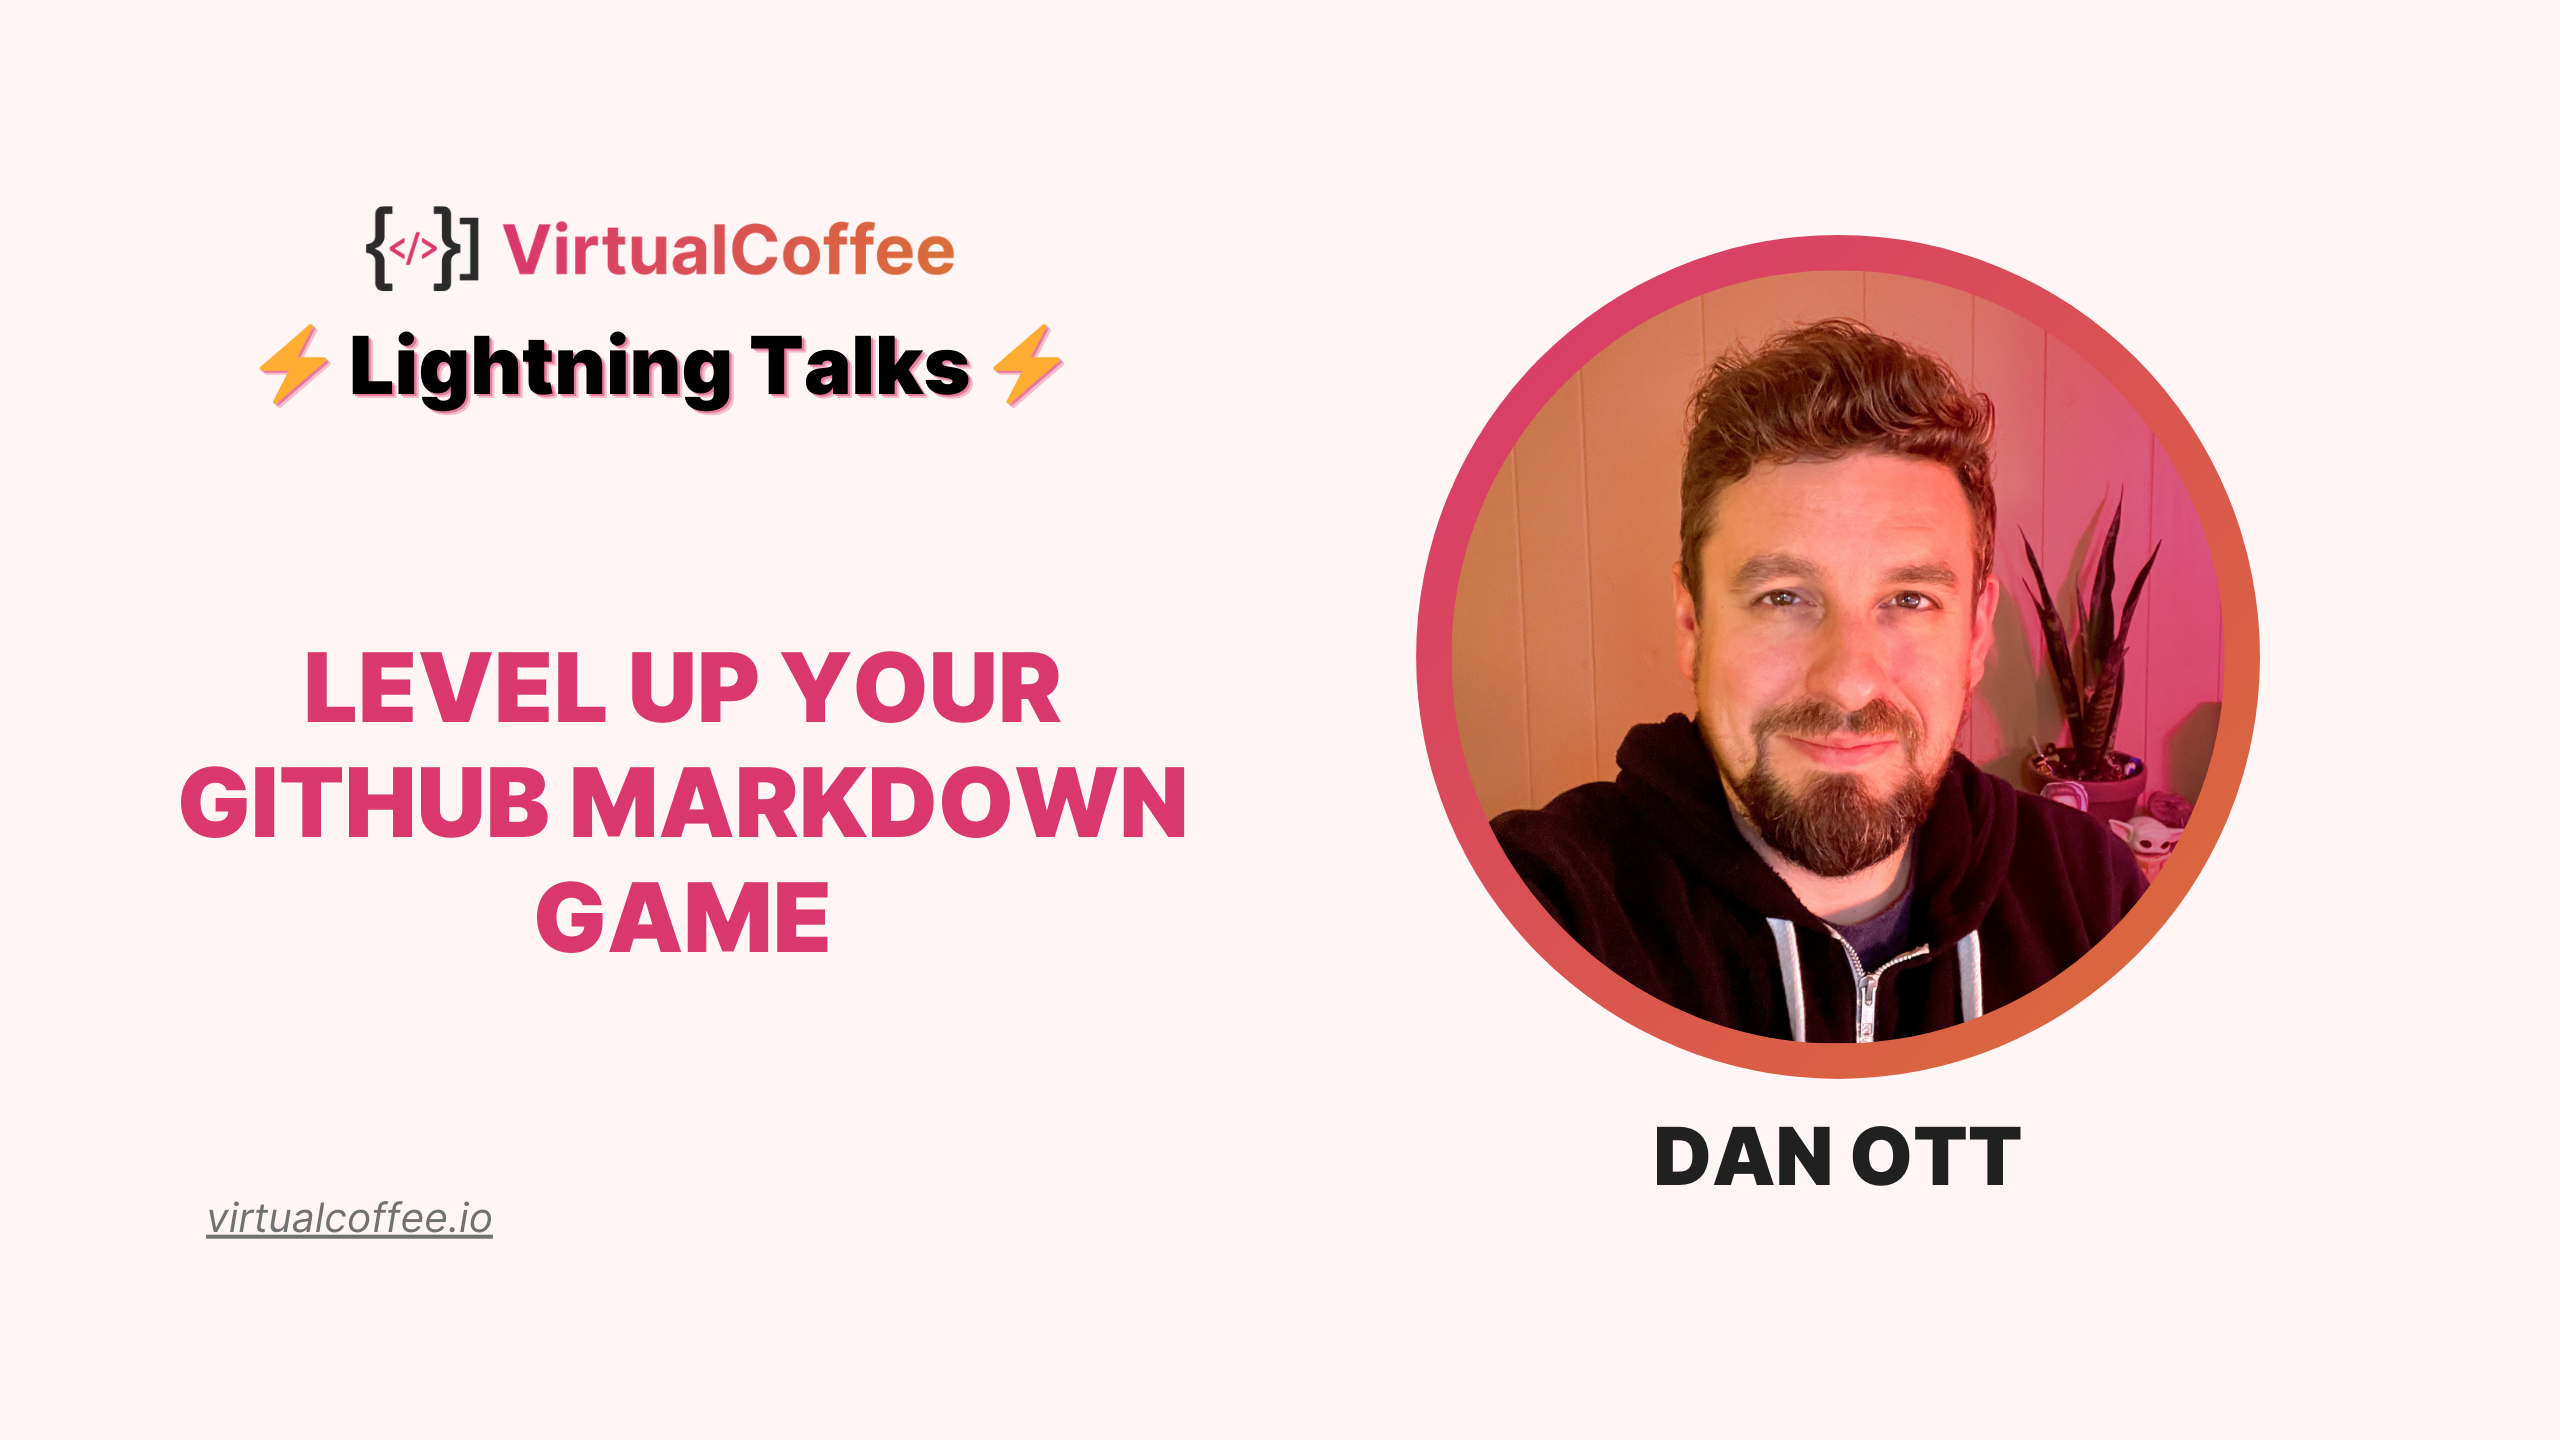 {</>}] VirtualCoffee
⚡ Lightning Talks ⚡
LEVEL UP YOUR
GITHUB MARKDOWN
GAME
DAN OTT
virtualcoffee.io